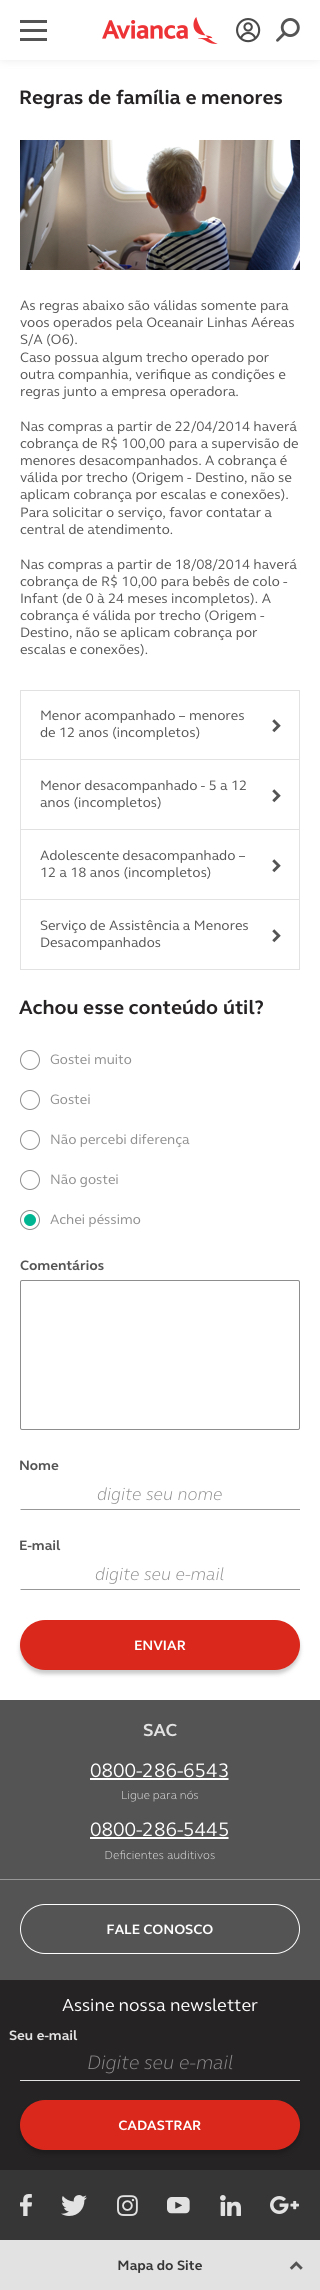 Avianca
Regras de família e menores
As regras abaixo são válidas somente para
voos operados pela Oceanair Linhas Aéreas
S/A (O6).
Caso possua algum trecho operado por
outra companhia, verifique as condições e
regras junto a empresa operadora.
Nas compras a partir de 22/04/2014 haverá
cobrança de R$ 100,00 para a supervisão de
menores desacompanhados. A cobrança é
válida por trecho (Origem - Destino, não se
aplicam cobrança por escalas e conexões).
Para solicitar o serviço, favor contatar a
central de atendimento.
Nas compras a partir de 18/08/2014 haverá
cobrança de R$ 10,00 para bebês de colo -
Infant (de 0 à 24 meses incompletos). A
cobrança é válida por trecho (Origem -
Destino, não se aplicam cobrança por
escalas e conexões).
Menor acompanhado – menores
de 12 anos (incompletos)
Menor desacompanhado - 5 a 12
anos (incompletos)
Adolescente desacompanhado –
12 a 18 anos (incompletos)
Serviço de Assistência a Menores
Desacompanhados
Achou esse conteúdo útil?
Gostei muito
Gostei
Não percebi diferença
Não gostei
Achei péssimo
Comentários
Nome
digite seu nome
E-mail
digite seu e-mail
ENVIAR
SAC
0800-286-6543
Ligue para nós
0800-286-5445
Deficientes auditivos
FALE CONOSCO
Assine nossa newsletter
Seu e-mail
Digite seu e-mail
CADASTRAR
Mapa do Site